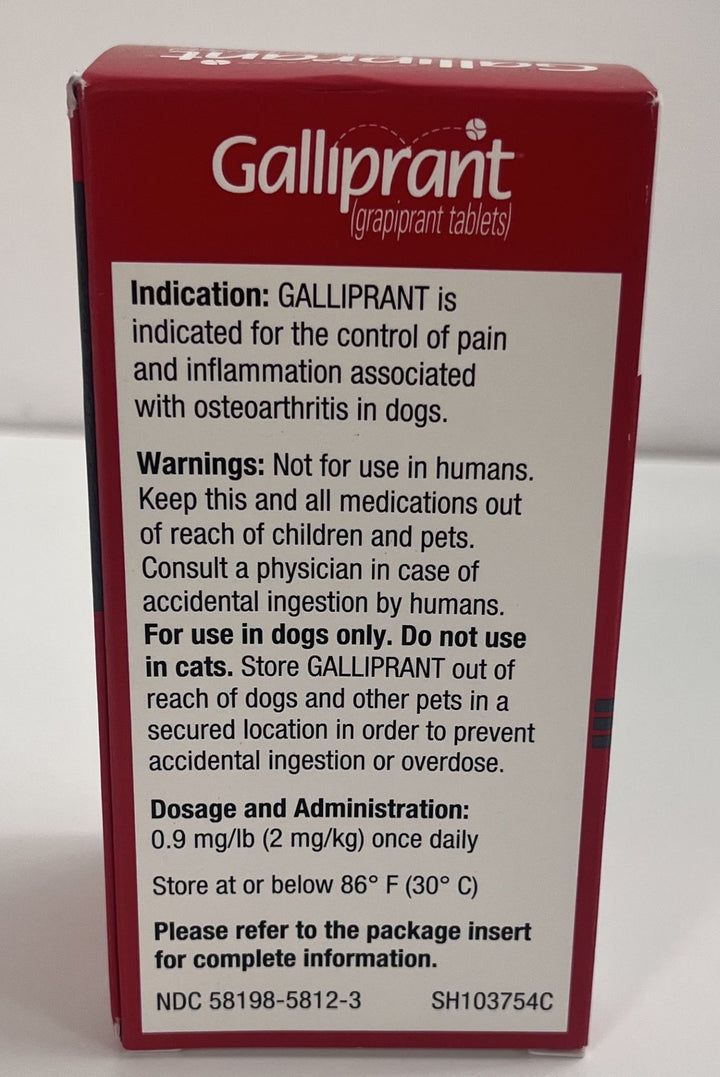 Galliprant
Galliprant
(grapiprant tablets)
Indication: GALLIPRANT is
indicated for the control of pain
and inflammation associated
with osteoarthritis in dogs.
Warnings: Not for use in humans.
Keep this and all medications out
of reach of children and pets.
Consult a physician in case of
accidental ingestion by humans.
For use in dogs only. Do not use
in cats. Store GALLIPRANT out of
reach of dogs and other pets in a
secured location in order to prevent
accidental ingestion or overdose.
Dosage and Administration:
0.9 mg/lb (2 mg/kg) once daily
Store at or below 86° F (30° C)
Please refer to the package insert
for complete information.
NDC 58198-5812-3 SH103754C